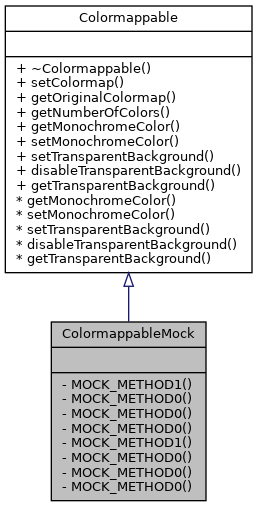 Colormappable
+ ~Colormappable()
+ setColormap()
+ getOriginalColormap()
+ getNumberOfColors()
+ getMonochromeColor()
+ setMonochromeColor()
+ setTransparentBackground()
+ disableTransparentBackground()
+ getTransparentBackground()
* getMonochromeColor()
* setMonochromeColor()
* setTransparentBackground()
* disableTransparentBackground()
* getTransparentBackground()
ColormappableMock
- MOCK_METHOD1()
- MOCK_METHOD0()
- MOCK_METHOD0()
- MOCK_METHOD0()
- MOCK_METHOD1()
- MOCK_METHOD0()
- MOCK_METHOD0()
- MOCK_METHOD0()